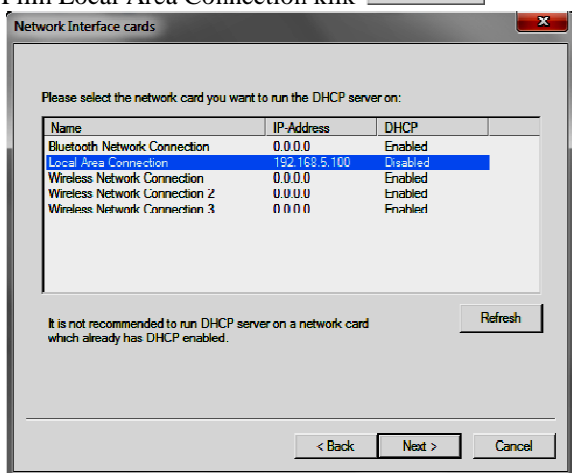 Pilih Local Area Connection klik
Network Interface cards
Please select the network card you want to run the DHCP server on:
Name IP-Address DHCP
Bluetooth Network Connection 0.0.0.0 Enabled
Local Area Connection 192.168.5.100 Disabled
Wireless Network Connection 0.0.0.0 Enabled
Wireless Network Connection 2 0.0.0.0 Enabled
Wireless Network Connection 3 0.0.0.0 Enabled
It is not recommended to run DHCP server on a network card
which already has DHCP enabled.
Refresh
< Back Next > Cancel